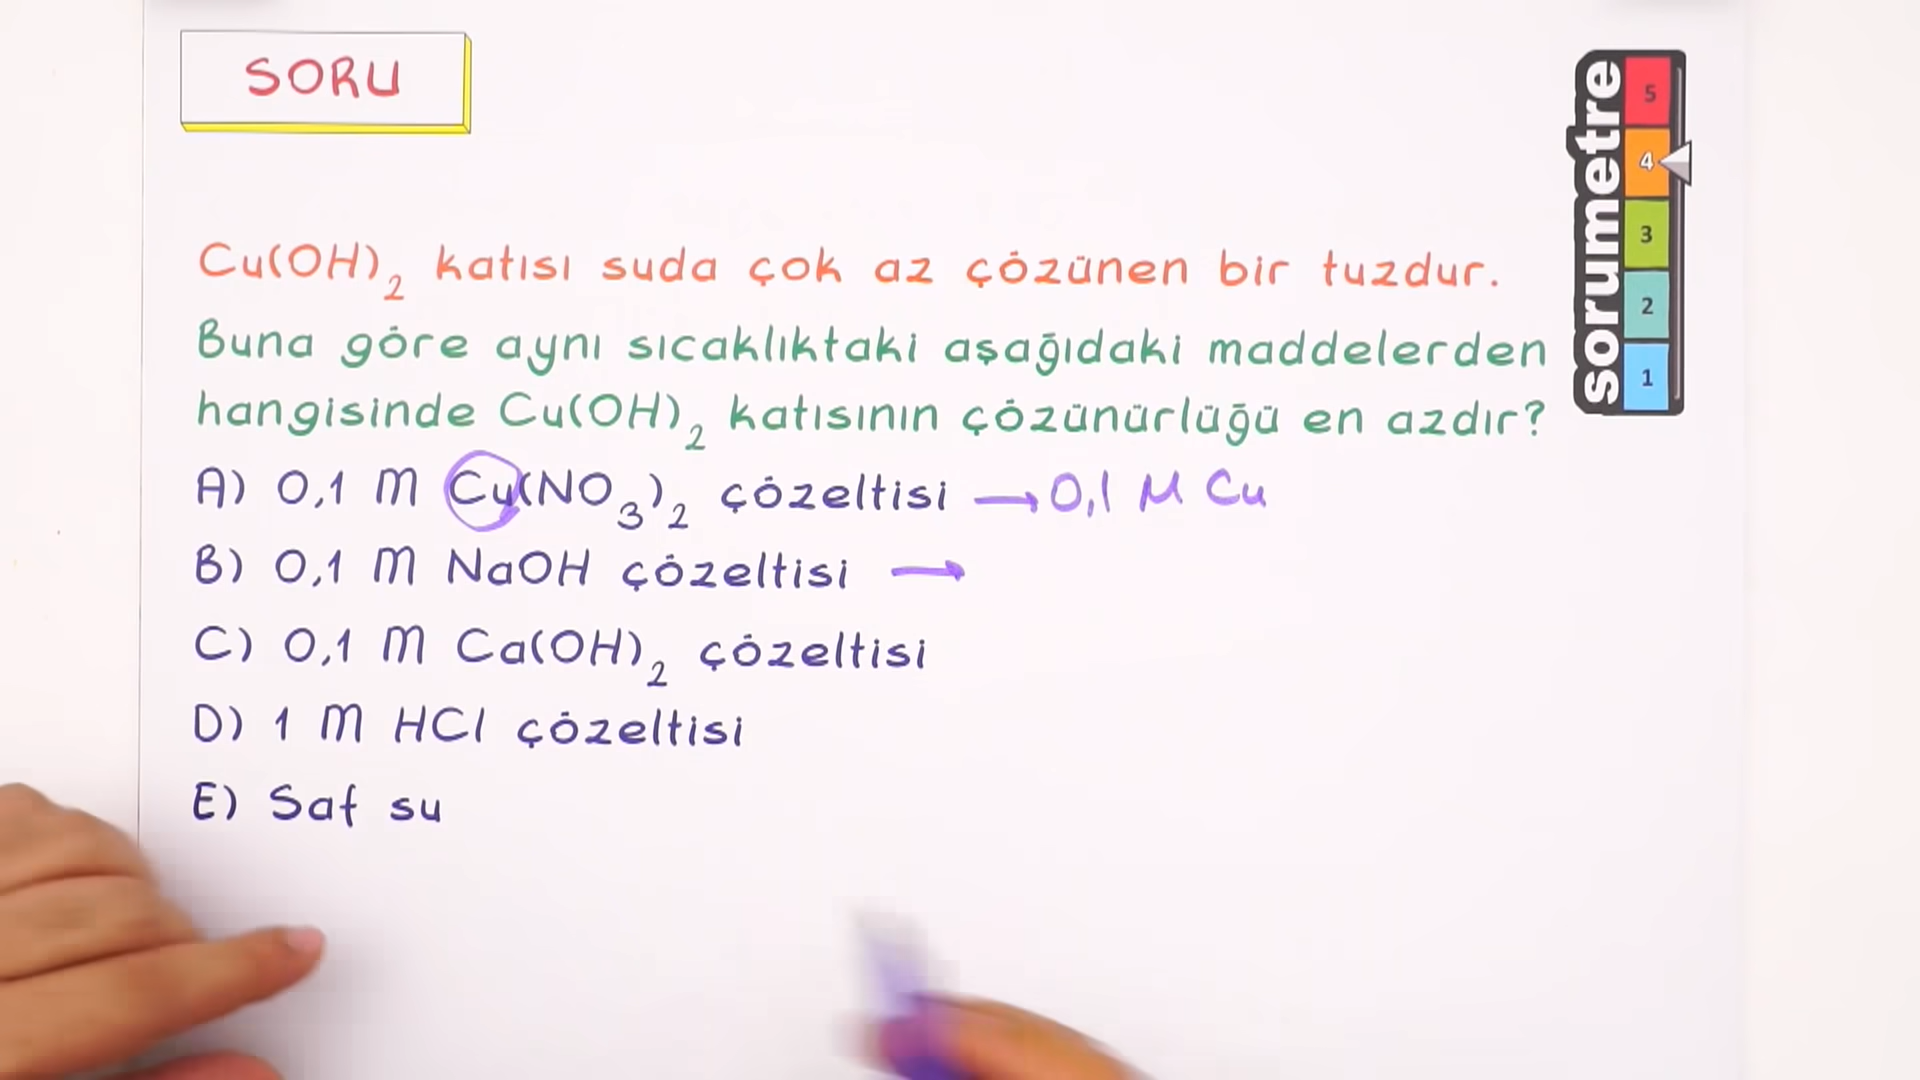 SORU
sorumetre
5
4
3
2
1
Cu(OH)₂ katısı suda çok az çözünen bir tuzdur.
Buna göre aynı sıcaklıktaki aşağıdaki maddelerden
hangisinde Cu(OH)₂ katısının çözünürlüğü en azdır?
A) 0,1 M Cu(NO₃)₂ çözeltisi → 0,1 M Cu
B) 0,1 M NaOH çözeltisi →
C) 0,1 M Ca(OH)₂ çözeltisi
D) 1 M HCl çözeltisi
E) Saf su